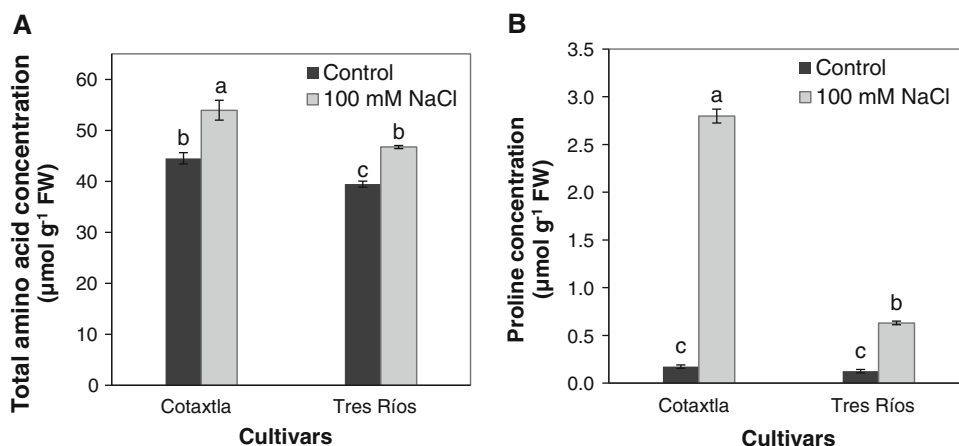 A
Total amino acid concentration
(µmol g⁻¹ FW)
60
50
40
30
20
10
0
Control
100 mM NaCl
b
a
c
b
Cotaxtla
Tres Ríos
Cultivars
B
Proline concentration
(µmol g⁻¹ FW)
3.5
3.0
2.5
2.0
1.5
1.0
0.5
0.0
Control
100 mM NaCl
c
a
c
b
Cotaxtla
Tres Ríos
Cultivars